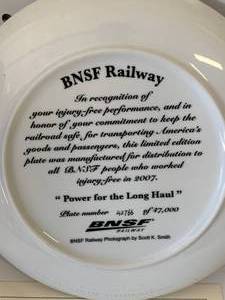 BNSF Railway
In recognition of
your injury-free performance, and in
honor of your commitment to keep the
railroad safe for transporting America's
goods and passengers, this limited edition
plate was manufactured for distribution to
all BNSF people who worked
injury-free in 2007.
"Power for the Long Haul"
Plate number of 47,000
BNSF
RAILWAY
BNSF Railway Photograph by Scott K. Smith